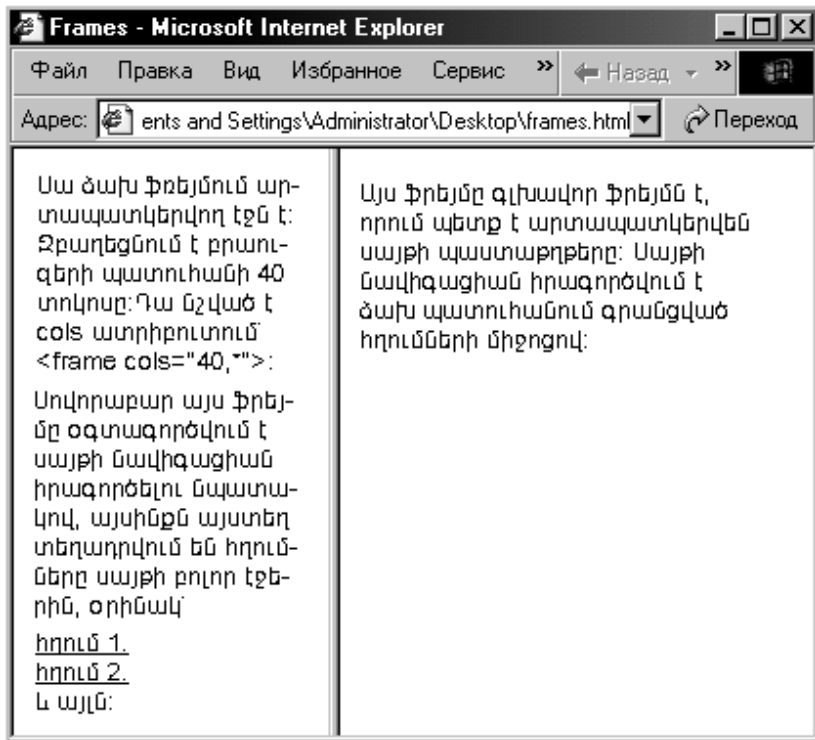 Frames - Microsoft Internet Explorer
Файл Правка Вид Избранное Сервис » Назад »
Адрес: ents and Settings\Administrator\Desktop\frames.html Переход
Սա ձախ ֆռեյմում ար-
տապատկերվող էջն է:
Զբաղեցնում է բրաու-
զերի պատուհանի 40
տոկոսը:Դա նշված է
cols ատրիբուտում՝
<frame cols="40,*">:
Սովորաբար այս ֆրեյ-
մը օգտագործվում է
սայթի նավիգացիան
իրագործելու նպատա-
կով, այսինքն այստեղ
տեղադրվում են հղում-
ները սայթի բոլոր էջե-
րին, օրինակ՝
հղում 1.
հղում 2.
և այլն:
Այս ֆրեյմը գլխավոր ֆրեյմն է,
որում պետք է արտապատկերվեն
սայթի պաստաթղթերը: Սայթի
նավիգացիան իրագործվում է
ձախ պատուհանում գրանցված
հղումների միջոցով: